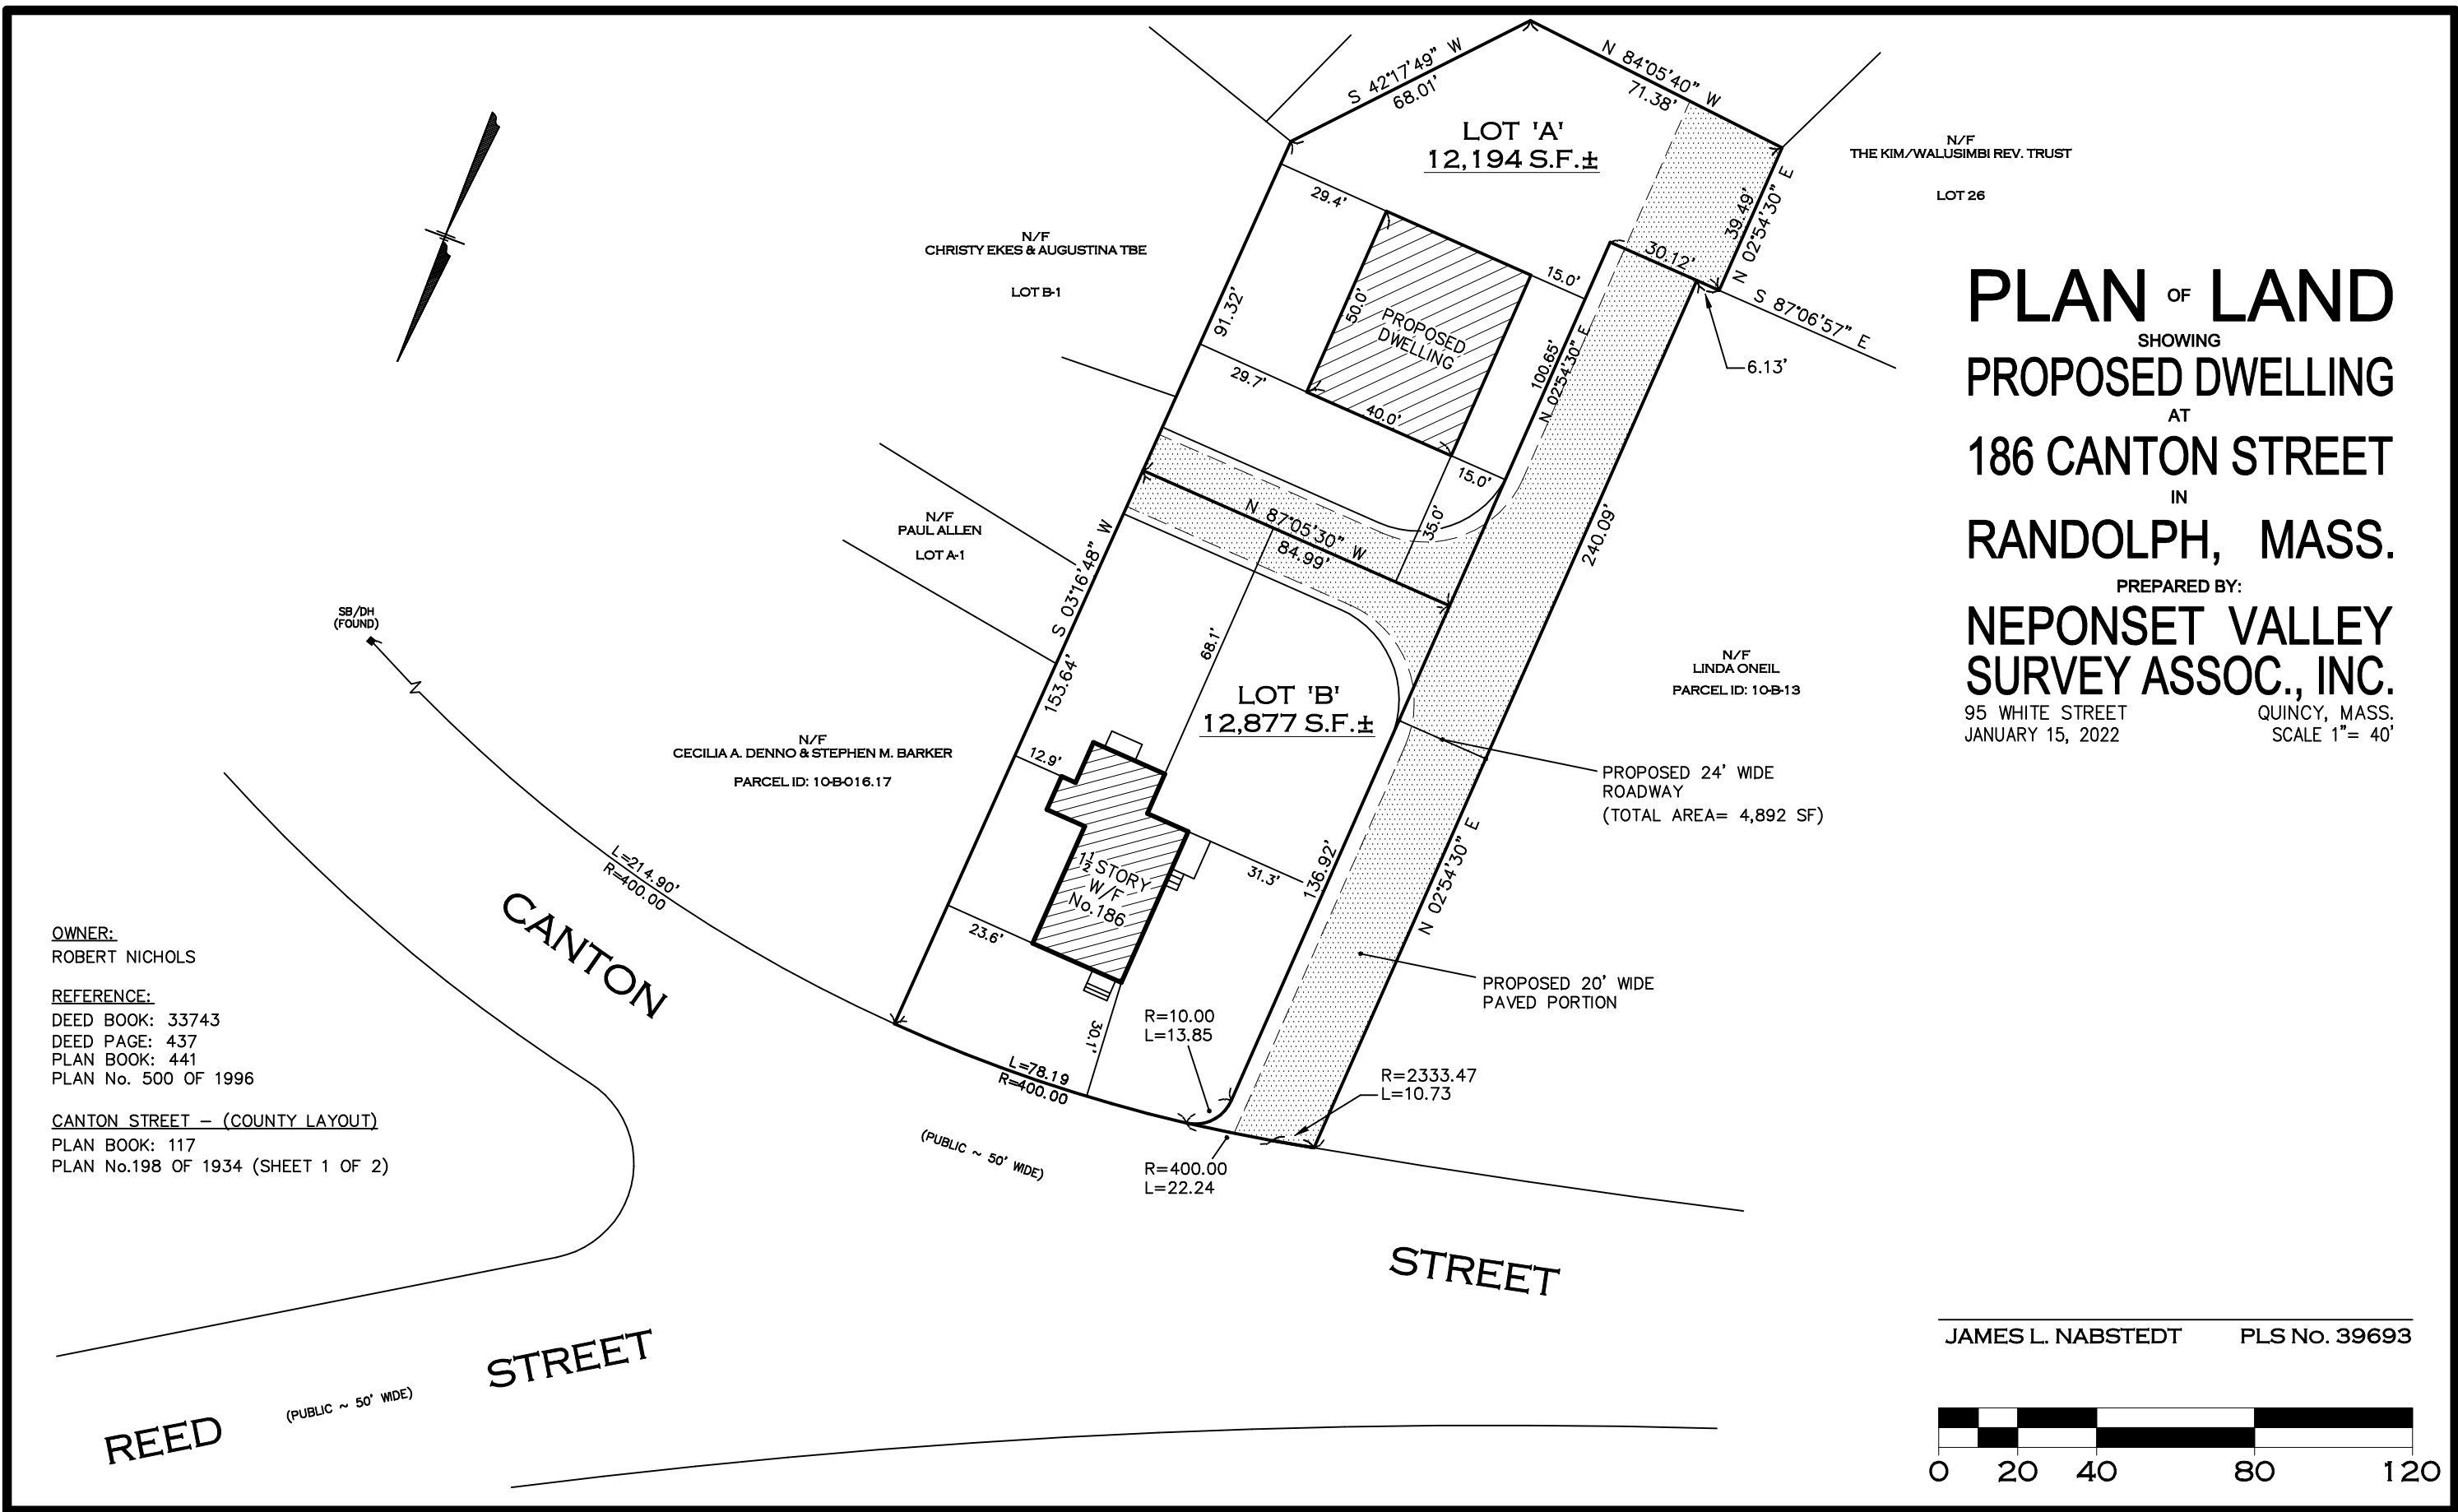 S 42°17'49" W
68.01'
N 84°05'40" W
71.38'
LOT 'A'
12,194 S.F.±
N/F
THE KIM/WALUSIMBI REV. TRUST
LOT 26
39.49'
N 02°54'30" E
30.12'
S 87°06'57" E
6.13'
N/F
CHRISTY EKES & AUGUSTINA TBE
LOT B-1
29.4'
15.0'
50.0'
PROPOSED
DWELLING
91.32'
29.7'
40.0'
15.0'
100.65'
N 02°54'30" E
35.0'
N 87°05'30" W
84.99'
240.09'
N/F
PAUL ALLEN
LOT A-1
S 03°16'48" W
153.64'
68.1'
SB/DH
(FOUND)
N/F
LINDA ONEIL
PARCEL ID: 10-B-13
LOT 'B'
12,877 S.F.±
N/F
CECILIA A. DENNO & STEPHEN M. BARKER
PARCEL ID: 10-B-016.17
12.9'
PROPOSED 24' WIDE
ROADWAY
(TOTAL AREA= 4,892 SF)
1½ STORY
W/F
No.186
31.3'
136.92'
N 02°54'30" E
23.6'
30.1'
PROPOSED 20' WIDE
PAVED PORTION
L=214.90'
R=400.00
CANTON
R=10.00
L=13.85
L=78.19
R=400.00
R=2333.47
L=10.73
R=400.00
L=22.24
(PUBLIC ~ 50' WIDE)
STREET
OWNER:
ROBERT NICHOLS
REFERENCE:
DEED BOOK: 33743
DEED PAGE: 437
PLAN BOOK: 441
PLAN No. 500 OF 1996
CANTON STREET – (COUNTY LAYOUT)
PLAN BOOK: 117
PLAN No.198 OF 1934 (SHEET 1 OF 2)
REED
(PUBLIC ~ 50' WIDE)
STREET
PLAN OF LAND
SHOWING
PROPOSED DWELLING
AT
186 CANTON STREET
IN
RANDOLPH, MASS.
PREPARED BY:
NEPONSET VALLEY
SURVEY ASSOC., INC.
95 WHITE STREET QUINCY, MASS.
JANUARY 15, 2022 SCALE 1"= 40'
JAMES L. NABSTEDT PLS No. 39693
0 20 40 80 120